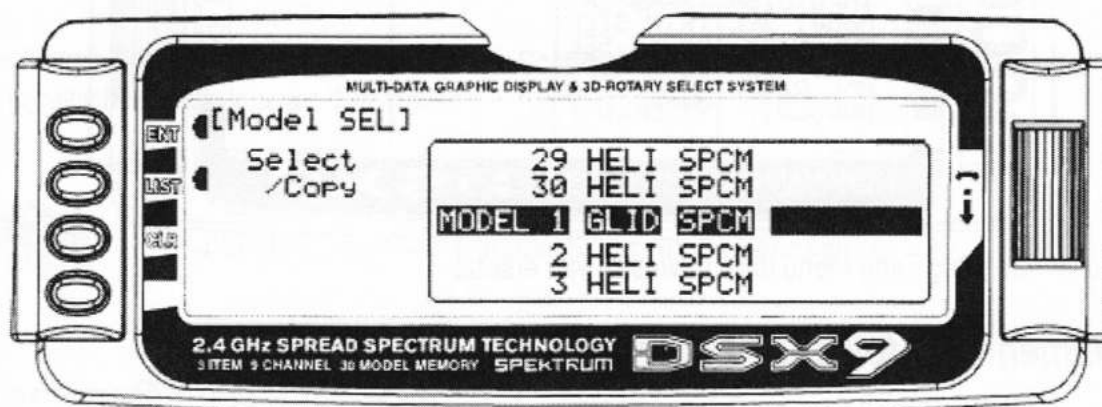 MULTI-DATA GRAPHIC DISPLAY & 3D-ROTARY SELECT SYSTEM
ENT
LIST
CLR
[Model SEL]
Select
/Copy
29 HELI SPCM
30 HELI SPCM
MODEL 1 GLID SPCM
2 HELI SPCM
3 HELI SPCM
2.4 GHz SPREAD SPECTRUM TECHNOLOGY
3 ITEM 9 CHANNEL 30 MODEL MEMORY SPEKTRUM
DSX9